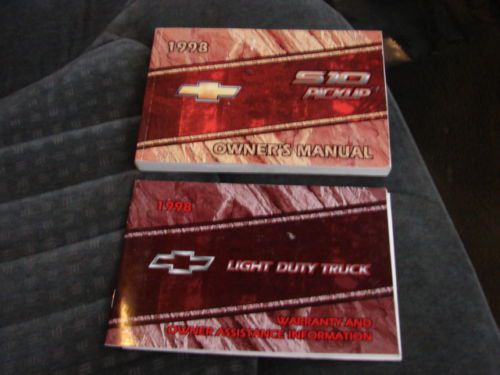 1998
S10
PICKUP
OWNER'S MANUAL
1998
LIGHT DUTY TRUCK
WARRANTY AND
OWNER ASSISTANCE INFORMATION